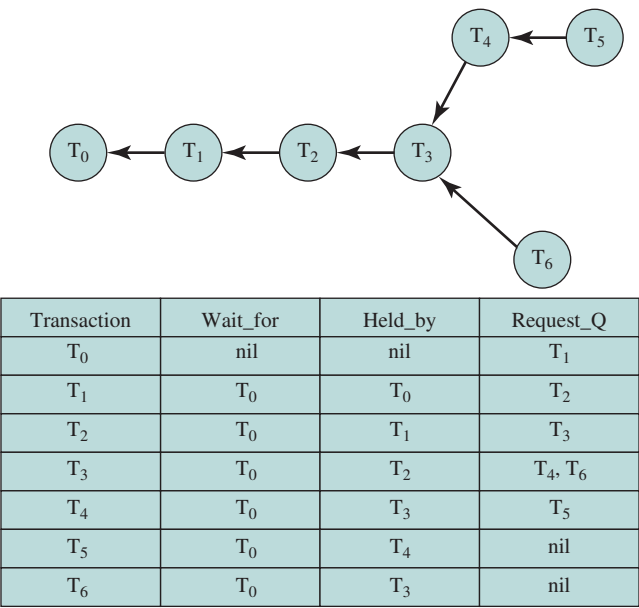 T₄ T₅
T₀ T₁ T₂ T₃
T₆
Transaction Wait_for Held_by Request_Q
T₀ nil nil T₁
T₁ T₀ T₀ T₂
T₂ T₀ T₁ T₃
T₃ T₀ T₂ T₄, T₆
T₄ T₀ T₃ T₅
T₅ T₀ T₄ nil
T₆ T₀ T₃ nil